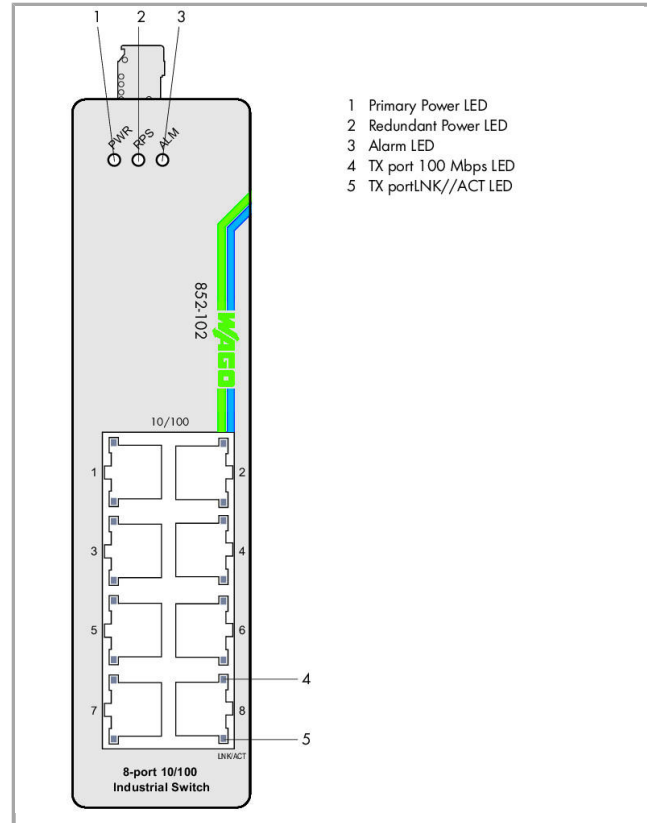 1 2 3
1 Primary Power LED
2 Redundant Power LED
3 Alarm LED
4 TX port 100 Mbps LED
5 TX portLNK//ACT LED
PWR RPS ALM
852-102
WAGO
10/100
1 2
3 4
5 6
4
7 8
5
LNK/ACT
8-port 10/100
Industrial Switch